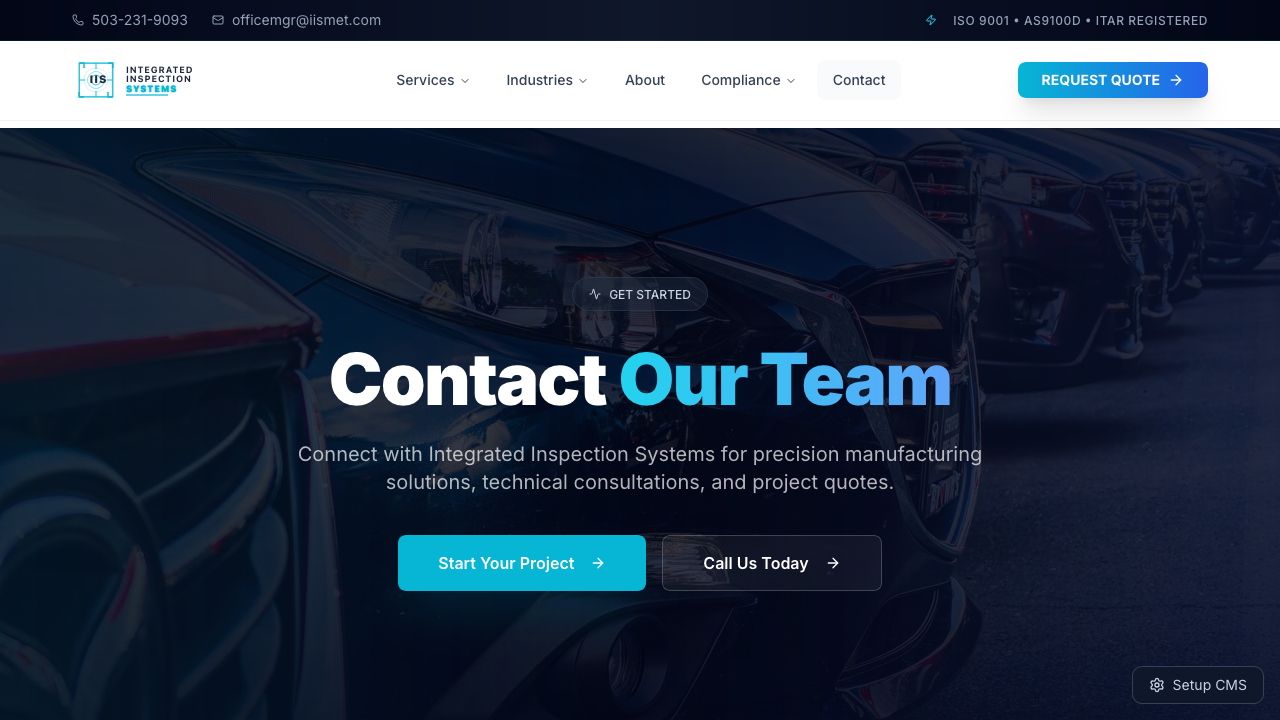 503-231-9093
officemgr@iismet.com
ISO 9001 • AS9100D • ITAR REGISTERED
IIS
INTEGRATED
INSPECTION
SYSTEMS
Services
Industries
About
Compliance
Contact
REQUEST QUOTE
GET STARTED
Contact Our Team
Connect with Integrated Inspection Systems for precision manufacturing
solutions, technical consultations, and project quotes.
Start Your Project
Call Us Today
Setup CMS